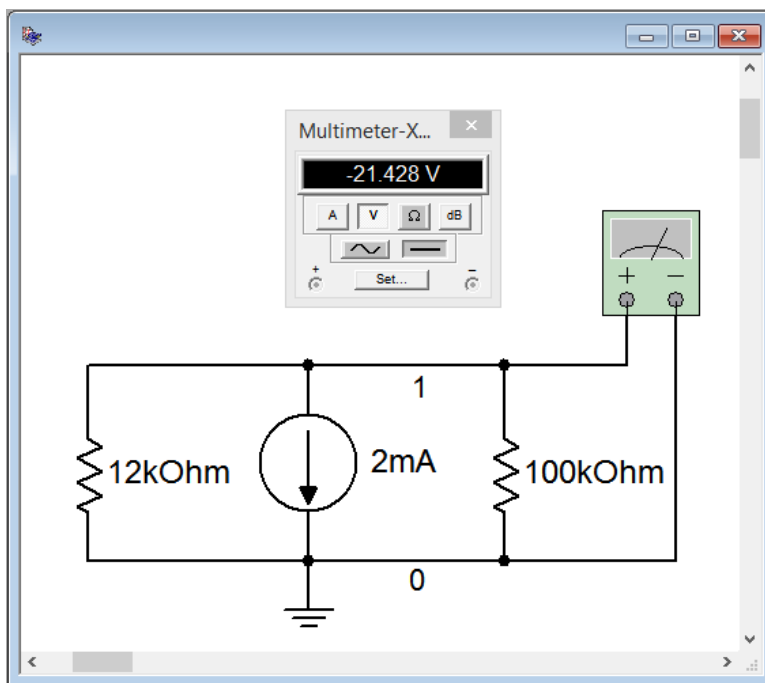 Multimeter-X...
-21.428 V
A V Ω dB
+ Set... −
+ −
1
12kOhm 2mA 100kOhm
0